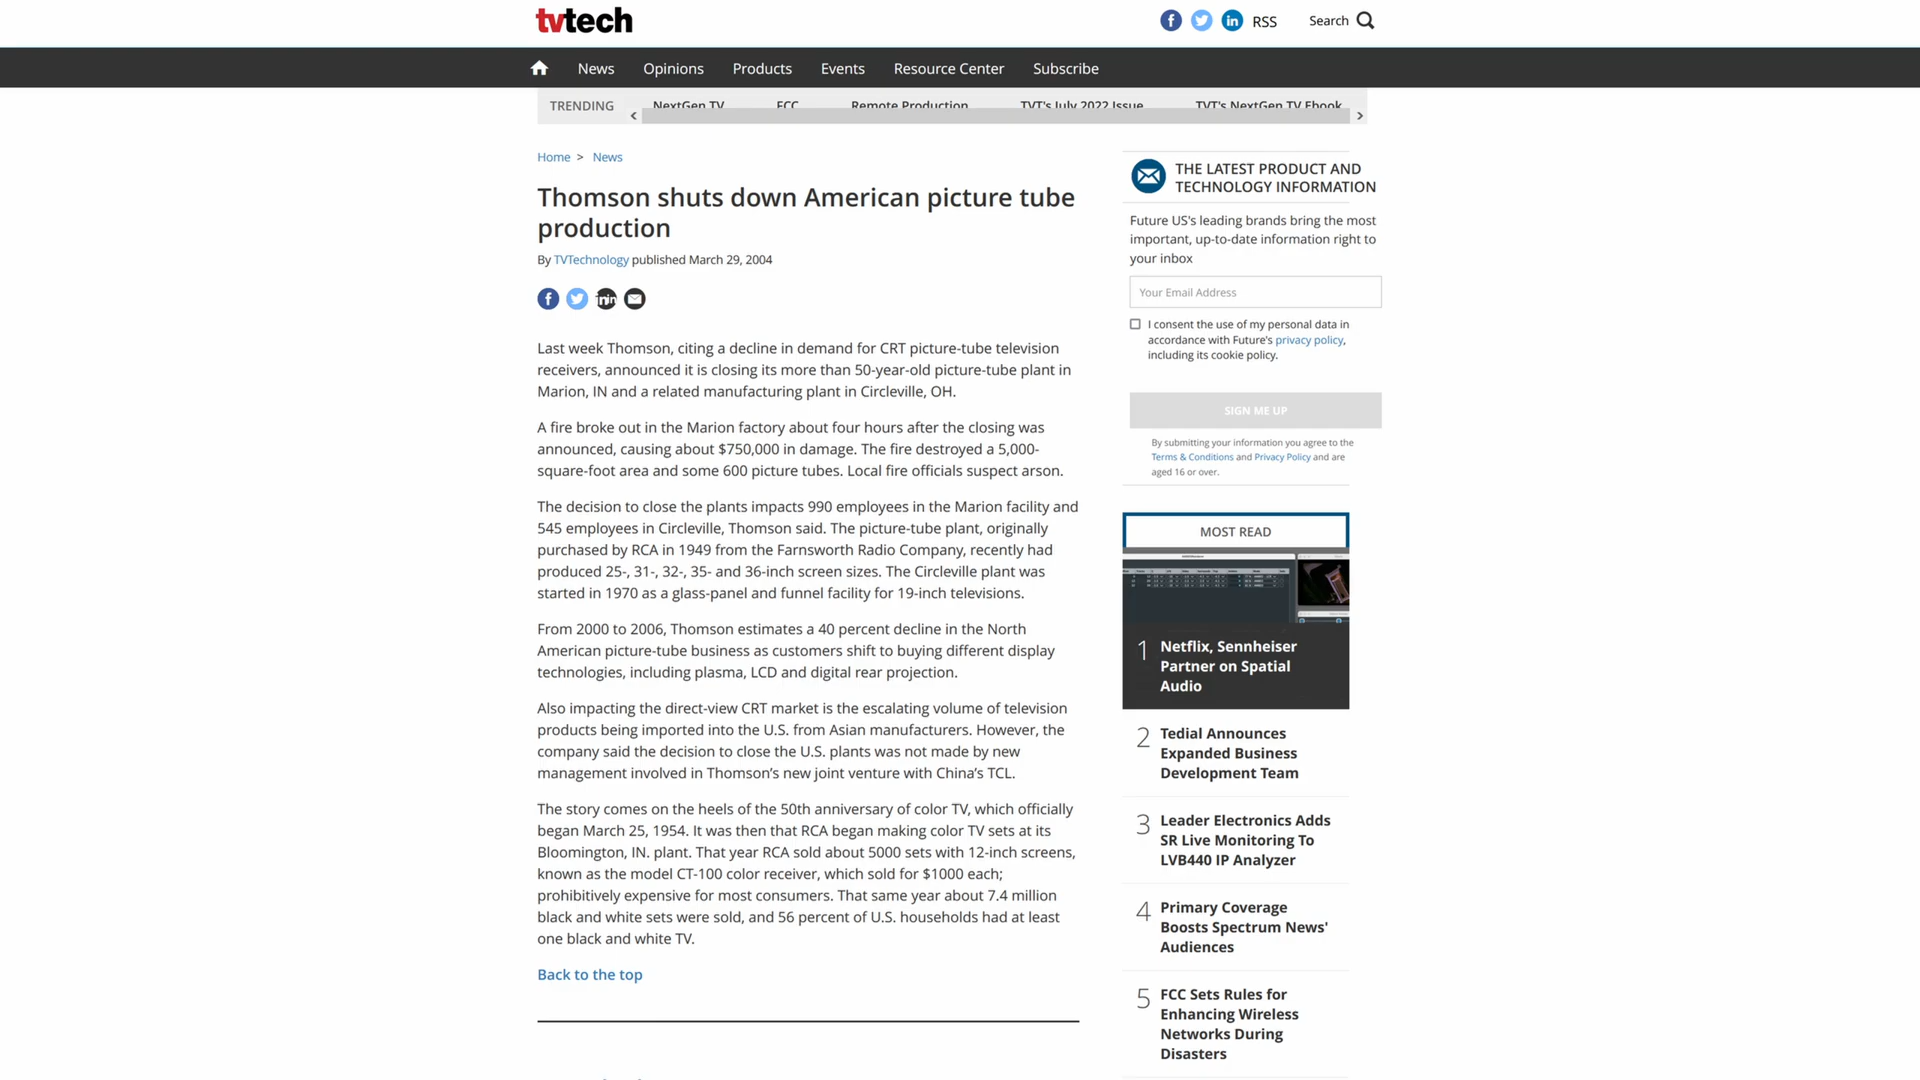 tvtech
RSS
Search
News
Opinions
Products
Events
Resource Center
Subscribe
TRENDING
NextGen TV
FCC
Remote Production
TVT's July 2022 Issue
TVT's NextGen TV Ebook
Home > News
Thomson shuts down American picture tube
production
By TVTechnology published March 29, 2004
Last week Thomson, citing a decline in demand for CRT picture-tube television
receivers, announced it is closing its more than 50-year-old picture-tube plant in
Marion, IN and a related manufacturing plant in Circleville, OH.
A fire broke out in the Marion factory about four hours after the closing was
announced, causing about $750,000 in damage. The fire destroyed a 5,000-
square-foot area and some 600 picture tubes. Local fire officials suspect arson.
The decision to close the plants impacts 990 employees in the Marion facility and
545 employees in Circleville, Thomson said. The picture-tube plant, originally
purchased by RCA in 1949 from the Farnsworth Radio Company, recently had
produced 25-, 31-, 32-, 35- and 36-inch screen sizes. The Circleville plant was
started in 1970 as a glass-panel and funnel facility for 19-inch televisions.
From 2000 to 2006, Thomson estimates a 40 percent decline in the North
American picture-tube business as customers shift to buying different display
technologies, including plasma, LCD and digital rear projection.
Also impacting the direct-view CRT market is the escalating volume of television
products being imported into the U.S. from Asian manufacturers. However, the
company said the decision to close the U.S. plants was not made by new
management involved in Thomson’s new joint venture with China’s TCL.
The story comes on the heels of the 50th anniversary of color TV, which officially
began March 25, 1954. It was then that RCA began making color TV sets at its
Bloomington, IN. plant. That year RCA sold about 5000 sets with 12-inch screens,
known as the model CT-100 color receiver, which sold for $1000 each;
prohibitively expensive for most consumers. That same year about 7.4 million
black and white sets were sold, and 56 percent of U.S. households had at least
one black and white TV.
Back to the top
THE LATEST PRODUCT AND
TECHNOLOGY INFORMATION
Future US's leading brands bring the most
important, up-to-date information right to
your inbox
Your Email Address
I consent the use of my personal data in
accordance with Future's privacy policy,
including its cookie policy.
SIGN ME UP
By submitting your information you agree to the
Terms & Conditions and Privacy Policy and are
aged 16 or over.
MOST READ
1 Netflix, Sennheiser
Partner on Spatial
Audio
2 Tedial Announces
Expanded Business
Development Team
3 Leader Electronics Adds
SR Live Monitoring To
LVB440 IP Analyzer
4 Primary Coverage
Boosts Spectrum News'
Audiences
5 FCC Sets Rules for
Enhancing Wireless
Networks During
Disasters